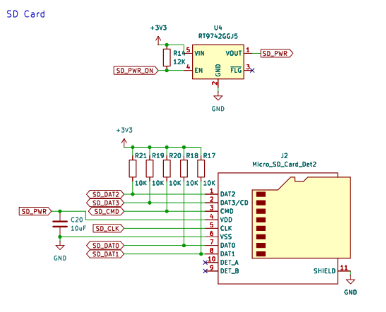 SD Card
U4
RT9742GGJ5
+3V3
R14
12K
5 VIN VOUT 1 SD_PWR
SD_PWR_ON 4 EN GND FLG 3
2
GND
+3V3
J2
Micro_SD_Card_Det2
R21 R19 R20 R18 R17
10K 10K 10K 10K 10K
SD_DAT2 1 DAT2
SD_DAT3 2 DAT3/CD
SD_PWR SD_CMD 3 CMD
4 VDD
C20
10uF
SD_CLK 5 CLK
6 VSS
SD_DAT0 7 DAT0
GND
SD_DAT1 8 DAT1
10 DET_A
9 DET_B
SHIELD 11
GND